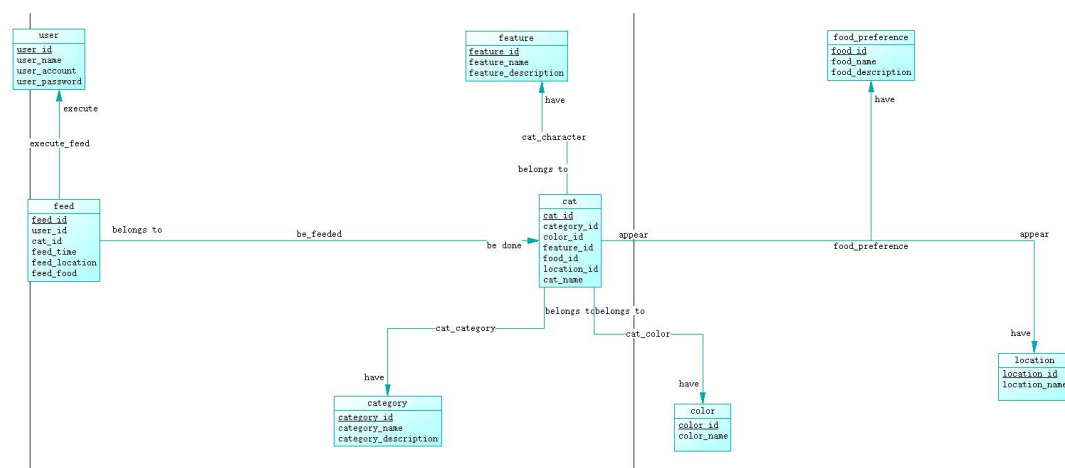 user
user_id
user_name
user_account
user_password
feature
feature_id
feature_name
feature_description
food_preference
food_id
food_name
food_description
execute
have
have
execute_feed
cat_character
belongs to
feed
feed_id
user_id
cat_id
feed_time
feed_location
feed_food
belongs to
be_feeded
be done
cat
cat_id
category_id
color_id
feature_id
food_id
location_id
cat_name
appear
food_preference
appear
belongs to
belongs to
cat_category
cat_color
have
have
have
category
category_id
category_name
category_description
color
color_id
color_name
location
location_id
location_name